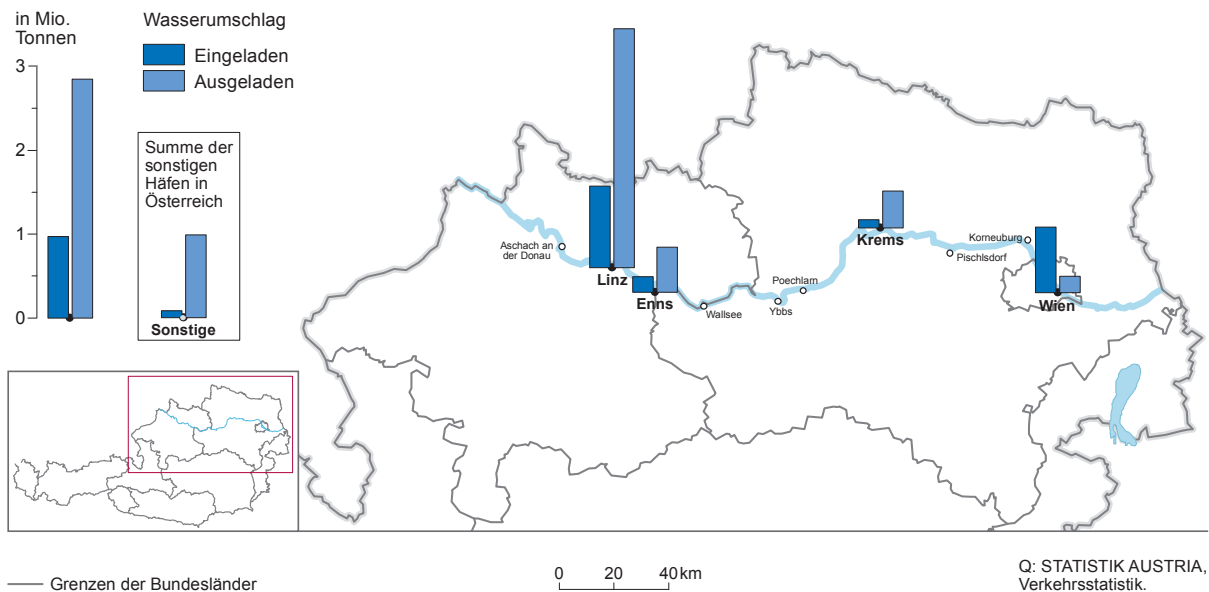 in Mio.
Tonnen
3
2
1
0
Wasserumschlag
Eingeladen
Ausgeladen
Summe der
sonstigen
Häfen in
Österreich
Sonstige
Aschach an
der Donau
Linz
Enns
Wallsee
Ybbs
Poechlarn
Krems
Pischlsdorf
Korneuburg
Wien
Grenzen der Bundesländer
0 20 40 km
Q: STATISTIK AUSTRIA,
Verkehrsstatistik.